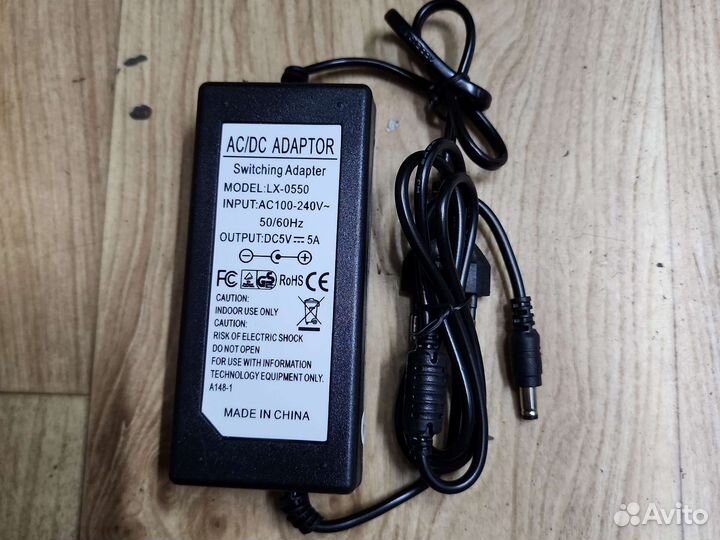 AC/DC ADAPTOR
Switching Adapter
MODEL:LX-0550
INPUT:AC100-240V~
50/60Hz
OUTPUT:DC5V⎓5A
FC RoHS CE
CAUTION:
INDOOR USE ONLY
CAUTION:
RISK OF ELECTRIC SHOCK
DO NOT OPEN
FOR USE WITH INFORMATION
TECHNOLOGY EQUIPMENT ONLY.
A148-1
MADE IN CHINA
Avito